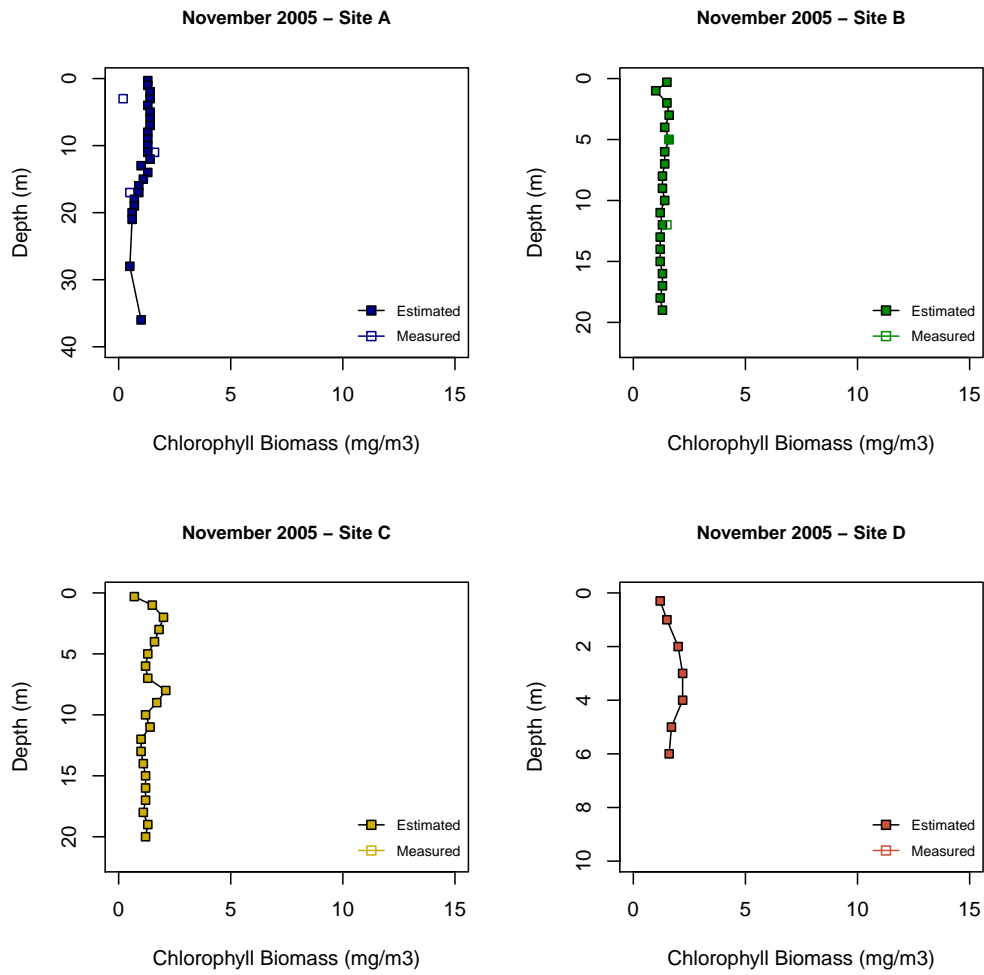 November 2005 – Site A
Depth (m)
0
10
20
30
40
Estimated
Measured
0 5 10 15
Chlorophyll Biomass (mg/m3)
November 2005 – Site B
Depth (m)
0
5
10
15
20
Estimated
Measured
0 5 10 15
Chlorophyll Biomass (mg/m3)
November 2005 – Site C
Depth (m)
0
5
10
15
20
Estimated
Measured
0 5 10 15
Chlorophyll Biomass (mg/m3)
November 2005 – Site D
Depth (m)
0
2
4
6
8
10
Estimated
Measured
0 5 10 15
Chlorophyll Biomass (mg/m3)